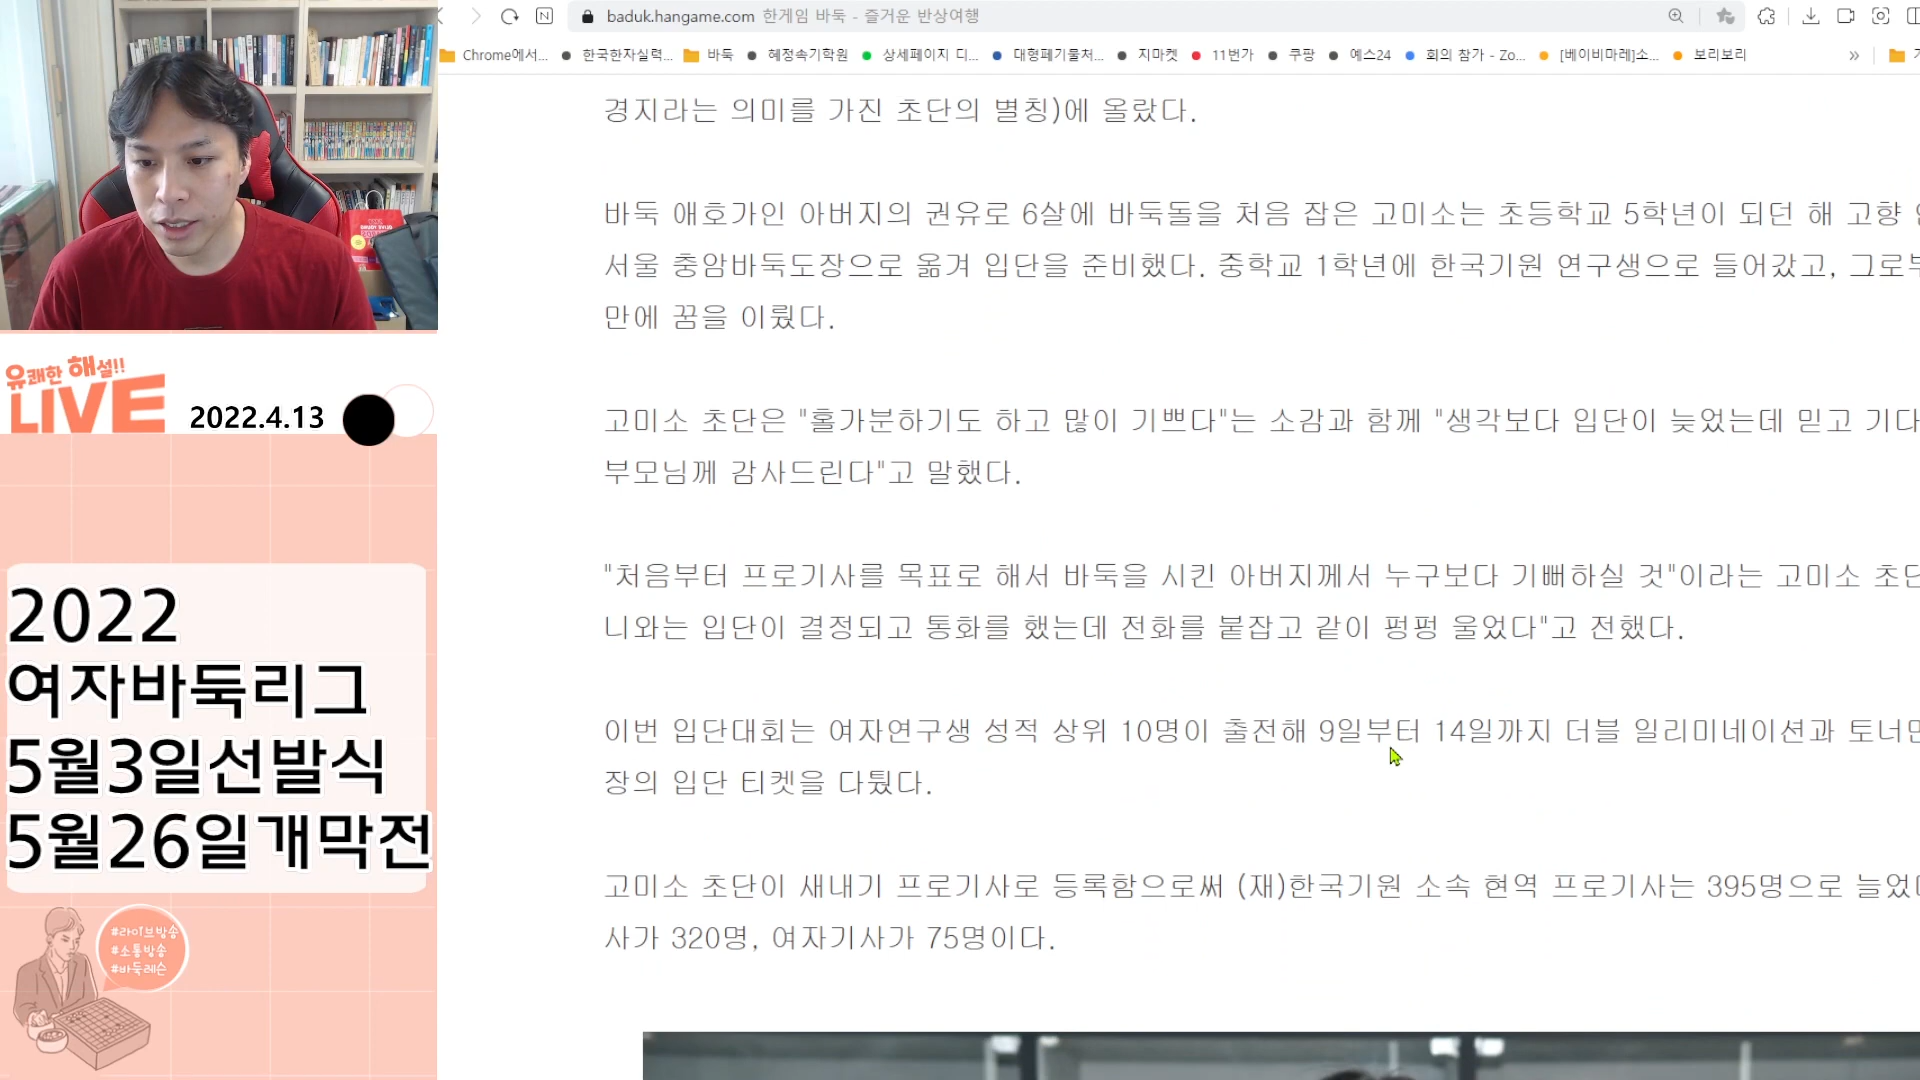 baduk.hangame.com 한게임 바둑 - 즐거운 반상여행
Chrome에서... 한국한자실력... 바둑 혜정속기학원 상세페이지 디... 대형폐기물처... 지마켓 11번가 쿠팡 예스24 회의 참가 - Zo... [베이비마레]소... 보리보리 »
경지라는 의미를 가진 초단의 별칭)에 올랐다.
바둑 애호가인 아버지의 권유로 6살에 바둑돌을 처음 잡은 고미소는 초등학교 5학년이 되던 해 고향
서울 충암바둑도장으로 옮겨 입단을 준비했다. 중학교 1학년에 한국기원 연구생으로 들어갔고, 그로부
만에 꿈을 이뤘다.
고미소 초단은 "홀가분하기도 하고 많이 기쁘다"는 소감과 함께 "생각보다 입단이 늦었는데 믿고 기다
부모님께 감사드린다"고 말했다.
"처음부터 프로기사를 목표로 해서 바둑을 시킨 아버지께서 누구보다 기뻐하실 것"이라는 고미소 초단
니와는 입단이 결정되고 통화를 했는데 전화를 붙잡고 같이 펑펑 울었다"고 전했다.
이번 입단대회는 여자연구생 성적 상위 10명이 출전해 9일부터 14일까지 더블 일리미네이션과 토너먼
장의 입단 티켓을 다퉜다.
고미소 초단이 새내기 프로기사로 등록함으로써 (재)한국기원 소속 현역 프로기사는 395명으로 늘었다
사가 320명, 여자기사가 75명이다.
유쾌한 해설!!
LIVE
2022.4.13
2022
여자바둑리그
5월3일선발식
5월26일개막전
#라이브방송
#소통방송
#바둑레슨